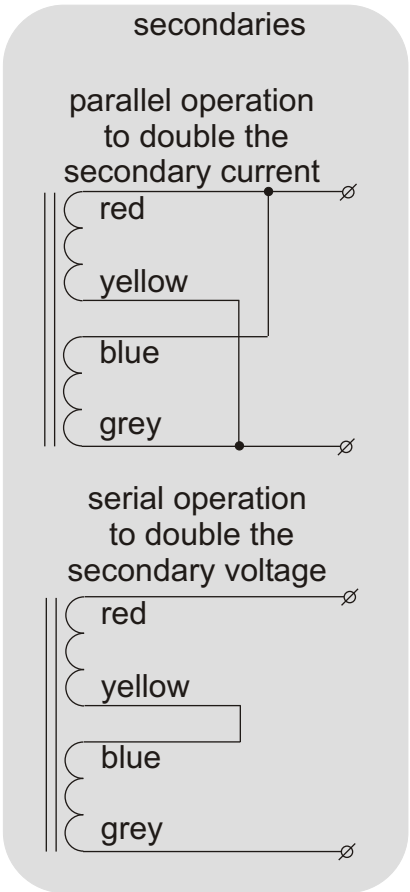 secondaries
parallel operation
to double the
secondary current
red
yellow
blue
grey
serial operation
to double the
secondary voltage
red
yellow
blue
grey